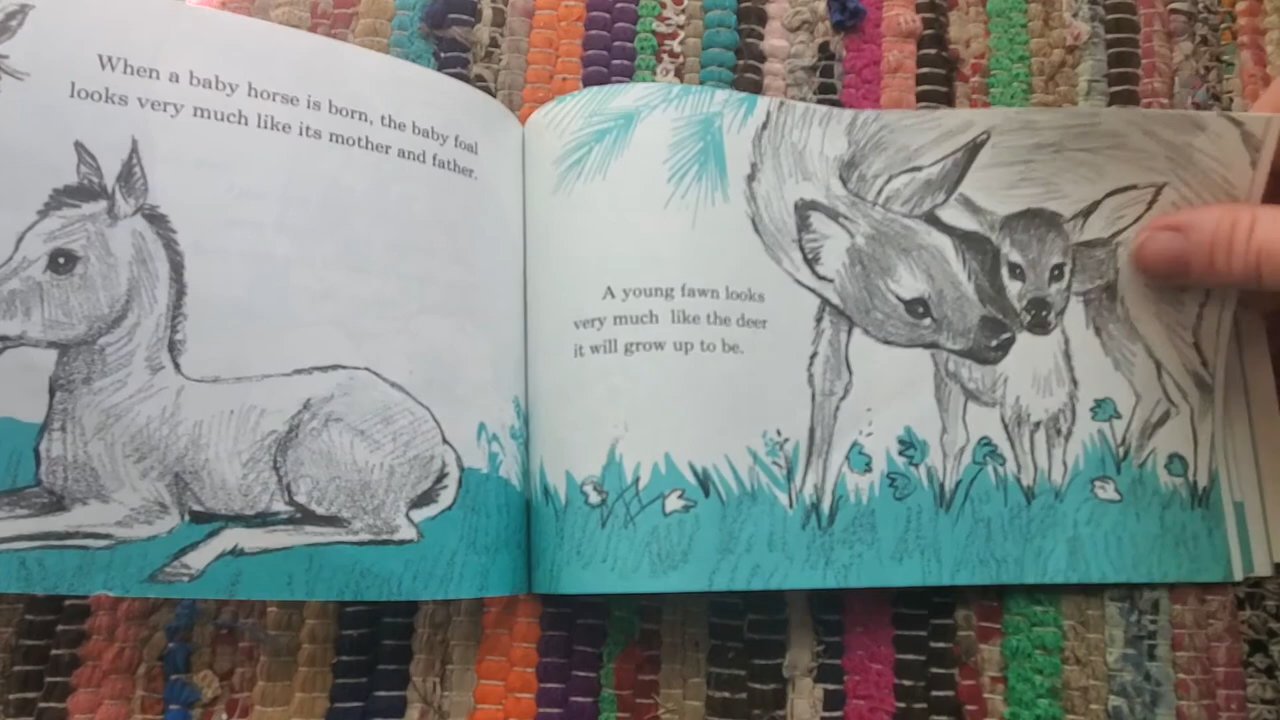 When a baby horse is born, the baby foal
looks very much like its mother and father.
A young fawn looks
very much like the deer
it will grow up to be.